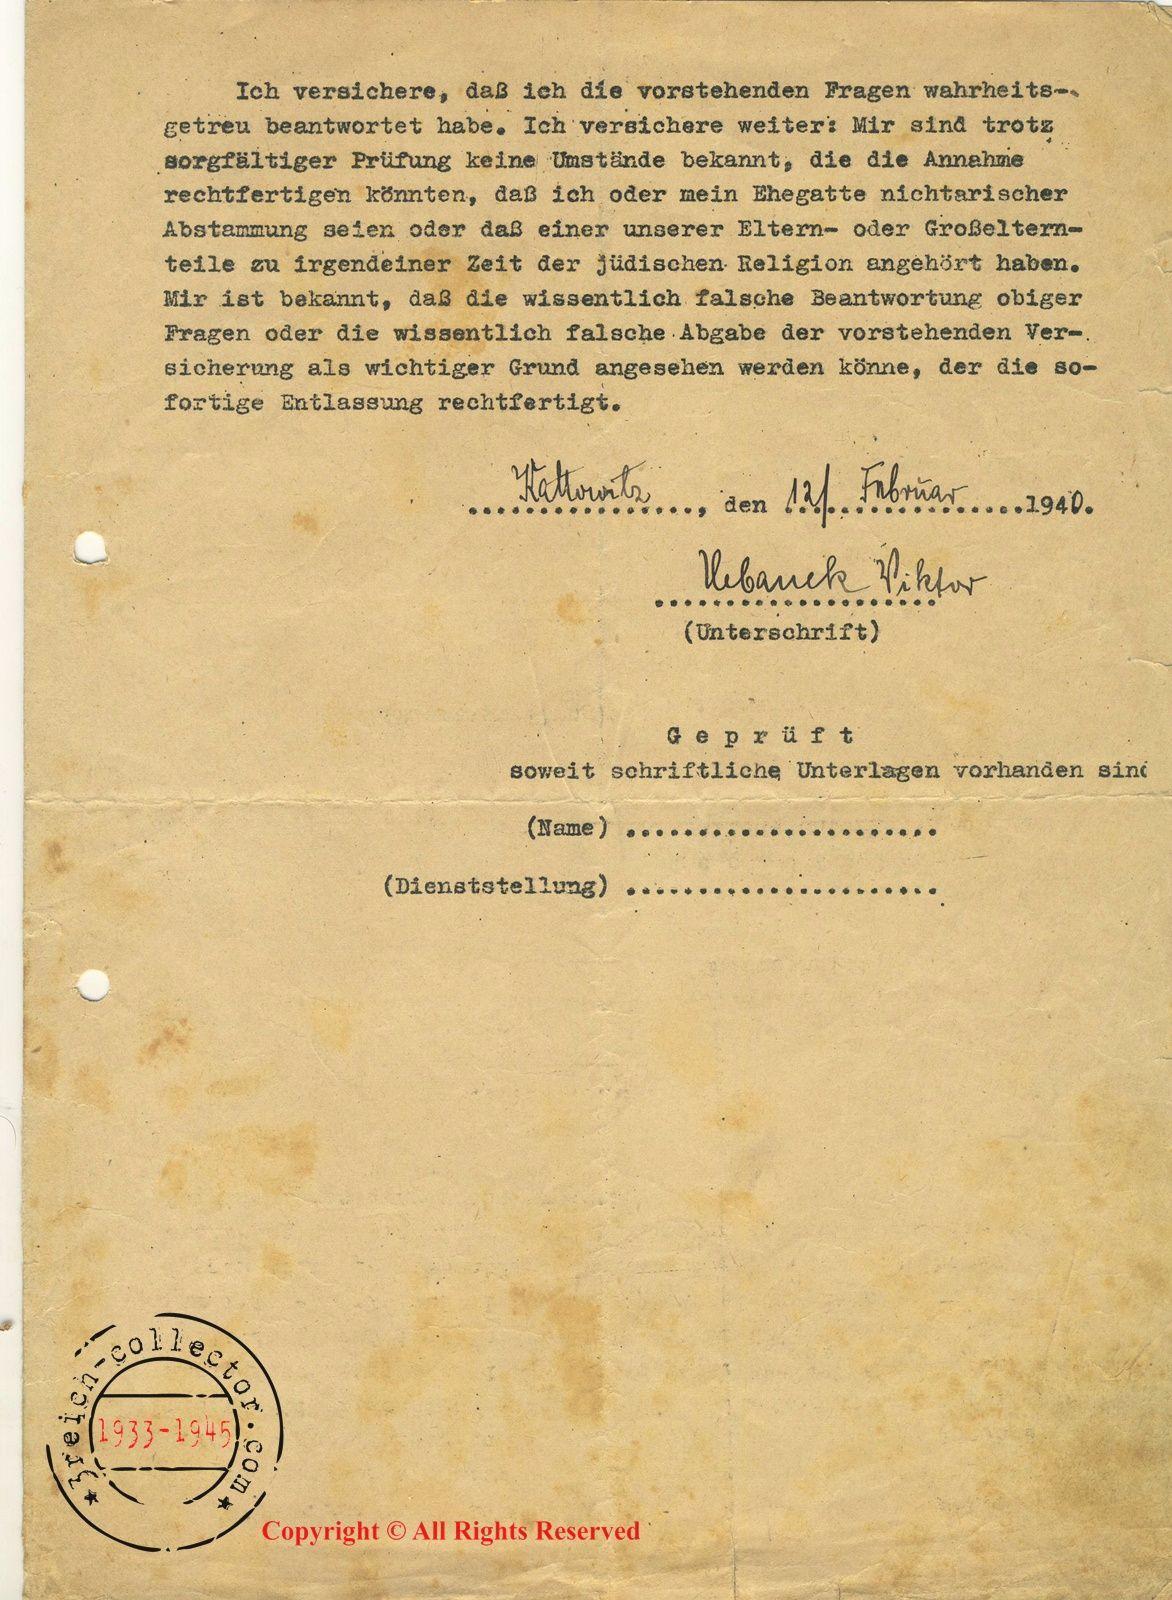 Ich versichere, daß ich die vorstehenden Fragen wahrheits-
getreu beantwortet habe. Ich versichere weiter: Mir sind trotz
sorgfältiger Prüfung keine Umstände bekannt, die die Annahme
rechtfertigen könnten, daß ich oder mein Ehegatte nichtarischer
Abstammung seien oder daß einer unserer Eltern- oder Großeltern-
teile zu irgendeiner Zeit der jüdischen Religion angehört haben.
Mir ist bekannt, daß die wissentlich falsche Beantwortung obiger
Fragen oder die wissentlich falsche Abgabe der vorstehenden Ver-
sicherung als wichtiger Grund angesehen werden könne, der die so-
fortige Entlassung rechtfertigt.
Kattowitz, den 12/ Februar 1940.
Viktor
(Unterschrift)
Geprüft
soweit schriftliche Unterlagen vorhanden sind
(Name) ......................
(Dienststellung) ......................
3reich-collector.com
1933-1945
Copyright © All Rights Reserved